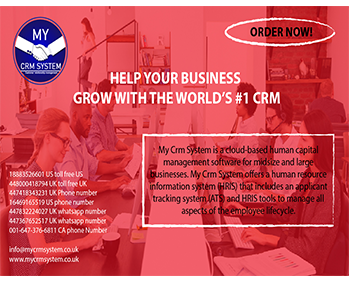 MY
CRM SYSTEM
ORDER NOW!
HELP YOUR BUSINESS
GROW WITH THE WORLD'S #1 CRM
My Crm System is a cloud-based human capital
management software for midsize and large
businesses. My Crm System offers a human resource
information system (HRIS) that includes an applicant
tracking system (ATS) and HRIS tools to manage all
aspects of the employee lifecycle.
18883526601 US toll free US
448000418794 UK toll free UK
447418343231 UK Phone number
16469165519 US phone number
447832224027 UK whatsapp number
447367652517 UK whatsapp number
001-647-376-6811 CA phone Number
info@mycrmsystem.co.uk
www.mycrmsystem.co.uk